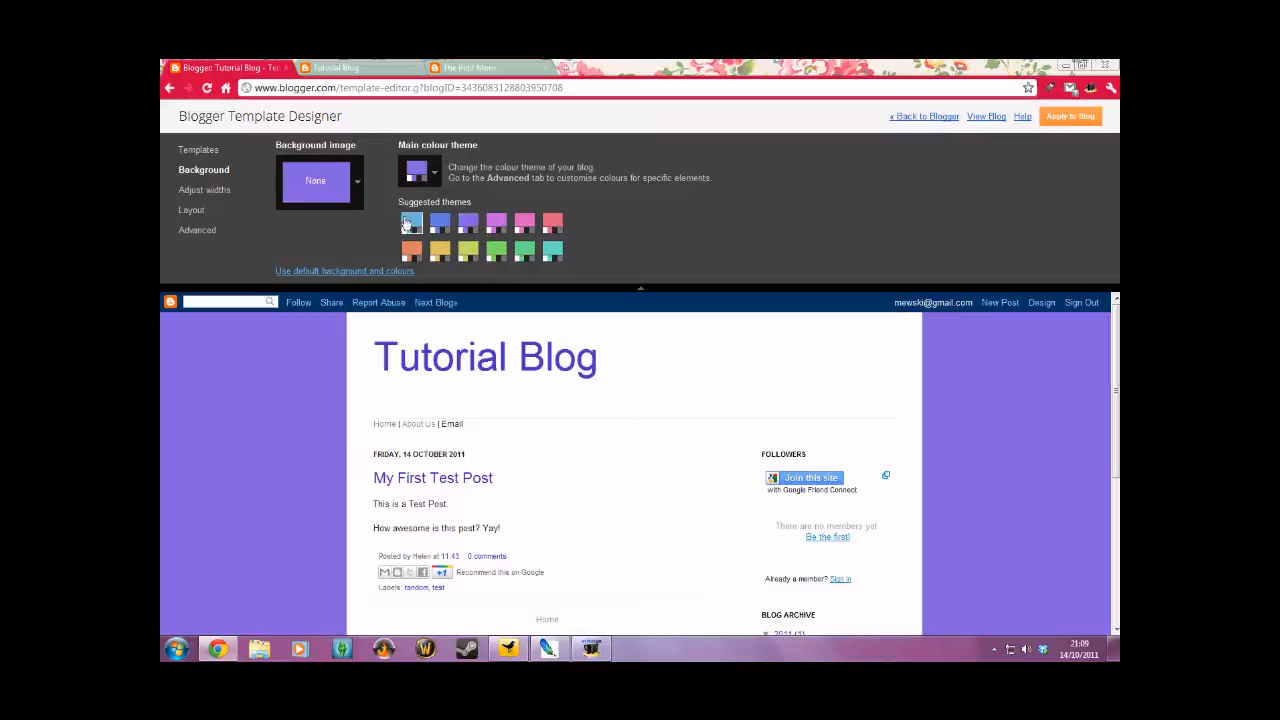 Blogger: Tutorial Blog - Ten
Tutorial Blog
The Petit Mom
www.blogger.com/template-editor.g?blogID=3436083128803950708
Blogger Template Designer
« Back to Blogger View Blog Help Apply to Blog
Templates
Background
Adjust widths
Layout
Advanced
Background image
None
Use default background and colours
Main colour theme
Change the colour theme of your blog.
Go to the Advanced tab to customise colours for specific elements.
Suggested themes
Follow Share Report Abuse Next Blog»
mewski@gmail.com New Post Design Sign Out
Tutorial Blog
Home | About Us | Email
FRIDAY, 14 OCTOBER 2011
My First Test Post
This is a Test Post.
How awesome is this post? Yay!
Posted by Helen at 11:43 0 comments
+1 Recommend this on Google
Labels: random, test
Home
FOLLOWERS
Join this site
with Google Friend Connect
There are no members yet.
Be the first!
Already a member? Sign in
BLOG ARCHIVE
▼ 2011 (1)
21:09
14/10/2011